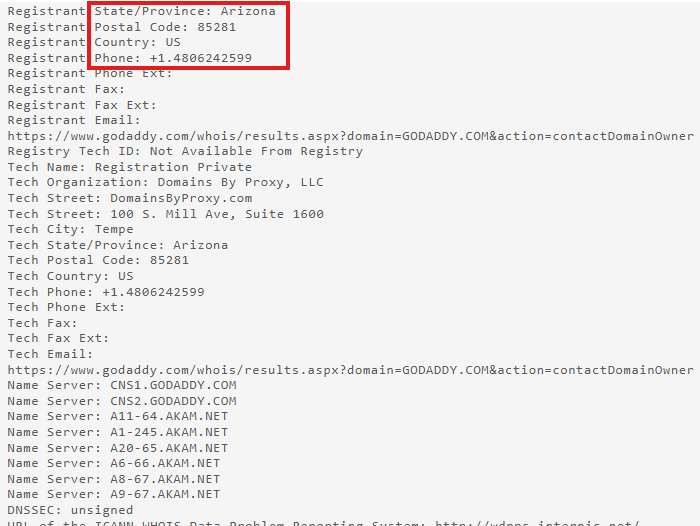 Registrant State/Province: Arizona
Registrant Postal Code: 85281
Registrant Country: US
Registrant Phone: +1.4806242599
Registrant Phone Ext:
Registrant Fax:
Registrant Fax Ext:
Registrant Email:
https://www.godaddy.com/whois/results.aspx?domain=GODADDY.COM&action=contactDomainOwner
Registry Tech ID: Not Available From Registry
Tech Name: Registration Private
Tech Organization: Domains By Proxy, LLC
Tech Street: DomainsByProxy.com
Tech Street: 100 S. Mill Ave, Suite 1600
Tech City: Tempe
Tech State/Province: Arizona
Tech Postal Code: 85281
Tech Country: US
Tech Phone: +1.4806242599
Tech Phone Ext:
Tech Fax:
Tech Fax Ext:
Tech Email:
https://www.godaddy.com/whois/results.aspx?domain=GODADDY.COM&action=contactDomainOwner
Name Server: CNS1.GODADDY.COM
Name Server: CNS2.GODADDY.COM
Name Server: A11-64.AKAM.NET
Name Server: A1-245.AKAM.NET
Name Server: A20-65.AKAM.NET
Name Server: A6-66.AKAM.NET
Name Server: A8-67.AKAM.NET
Name Server: A9-67.AKAM.NET
DNSSEC: unsigned
URL of the ICANN WHOIS Data Problem Reporting System: http://wdprs.internic.net/